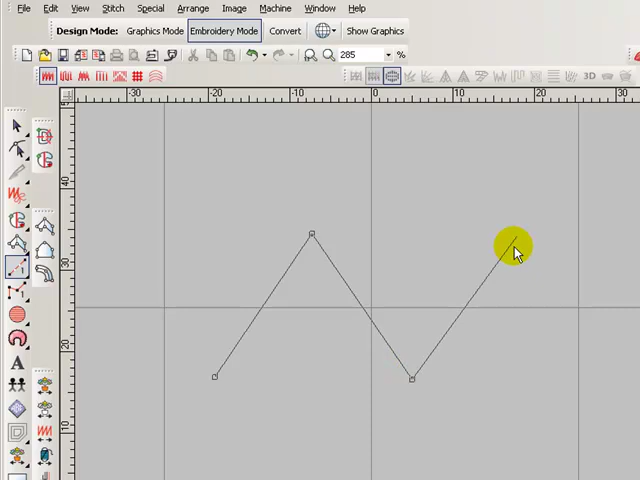 File Edit View Stitch Special Arrange Image Machine Window Help
Design Mode: Graphics Mode Embroidery Mode Convert Show Graphics
285 %
3D
-30 -20 -10 0 10 20 30
40
30
20
10
A